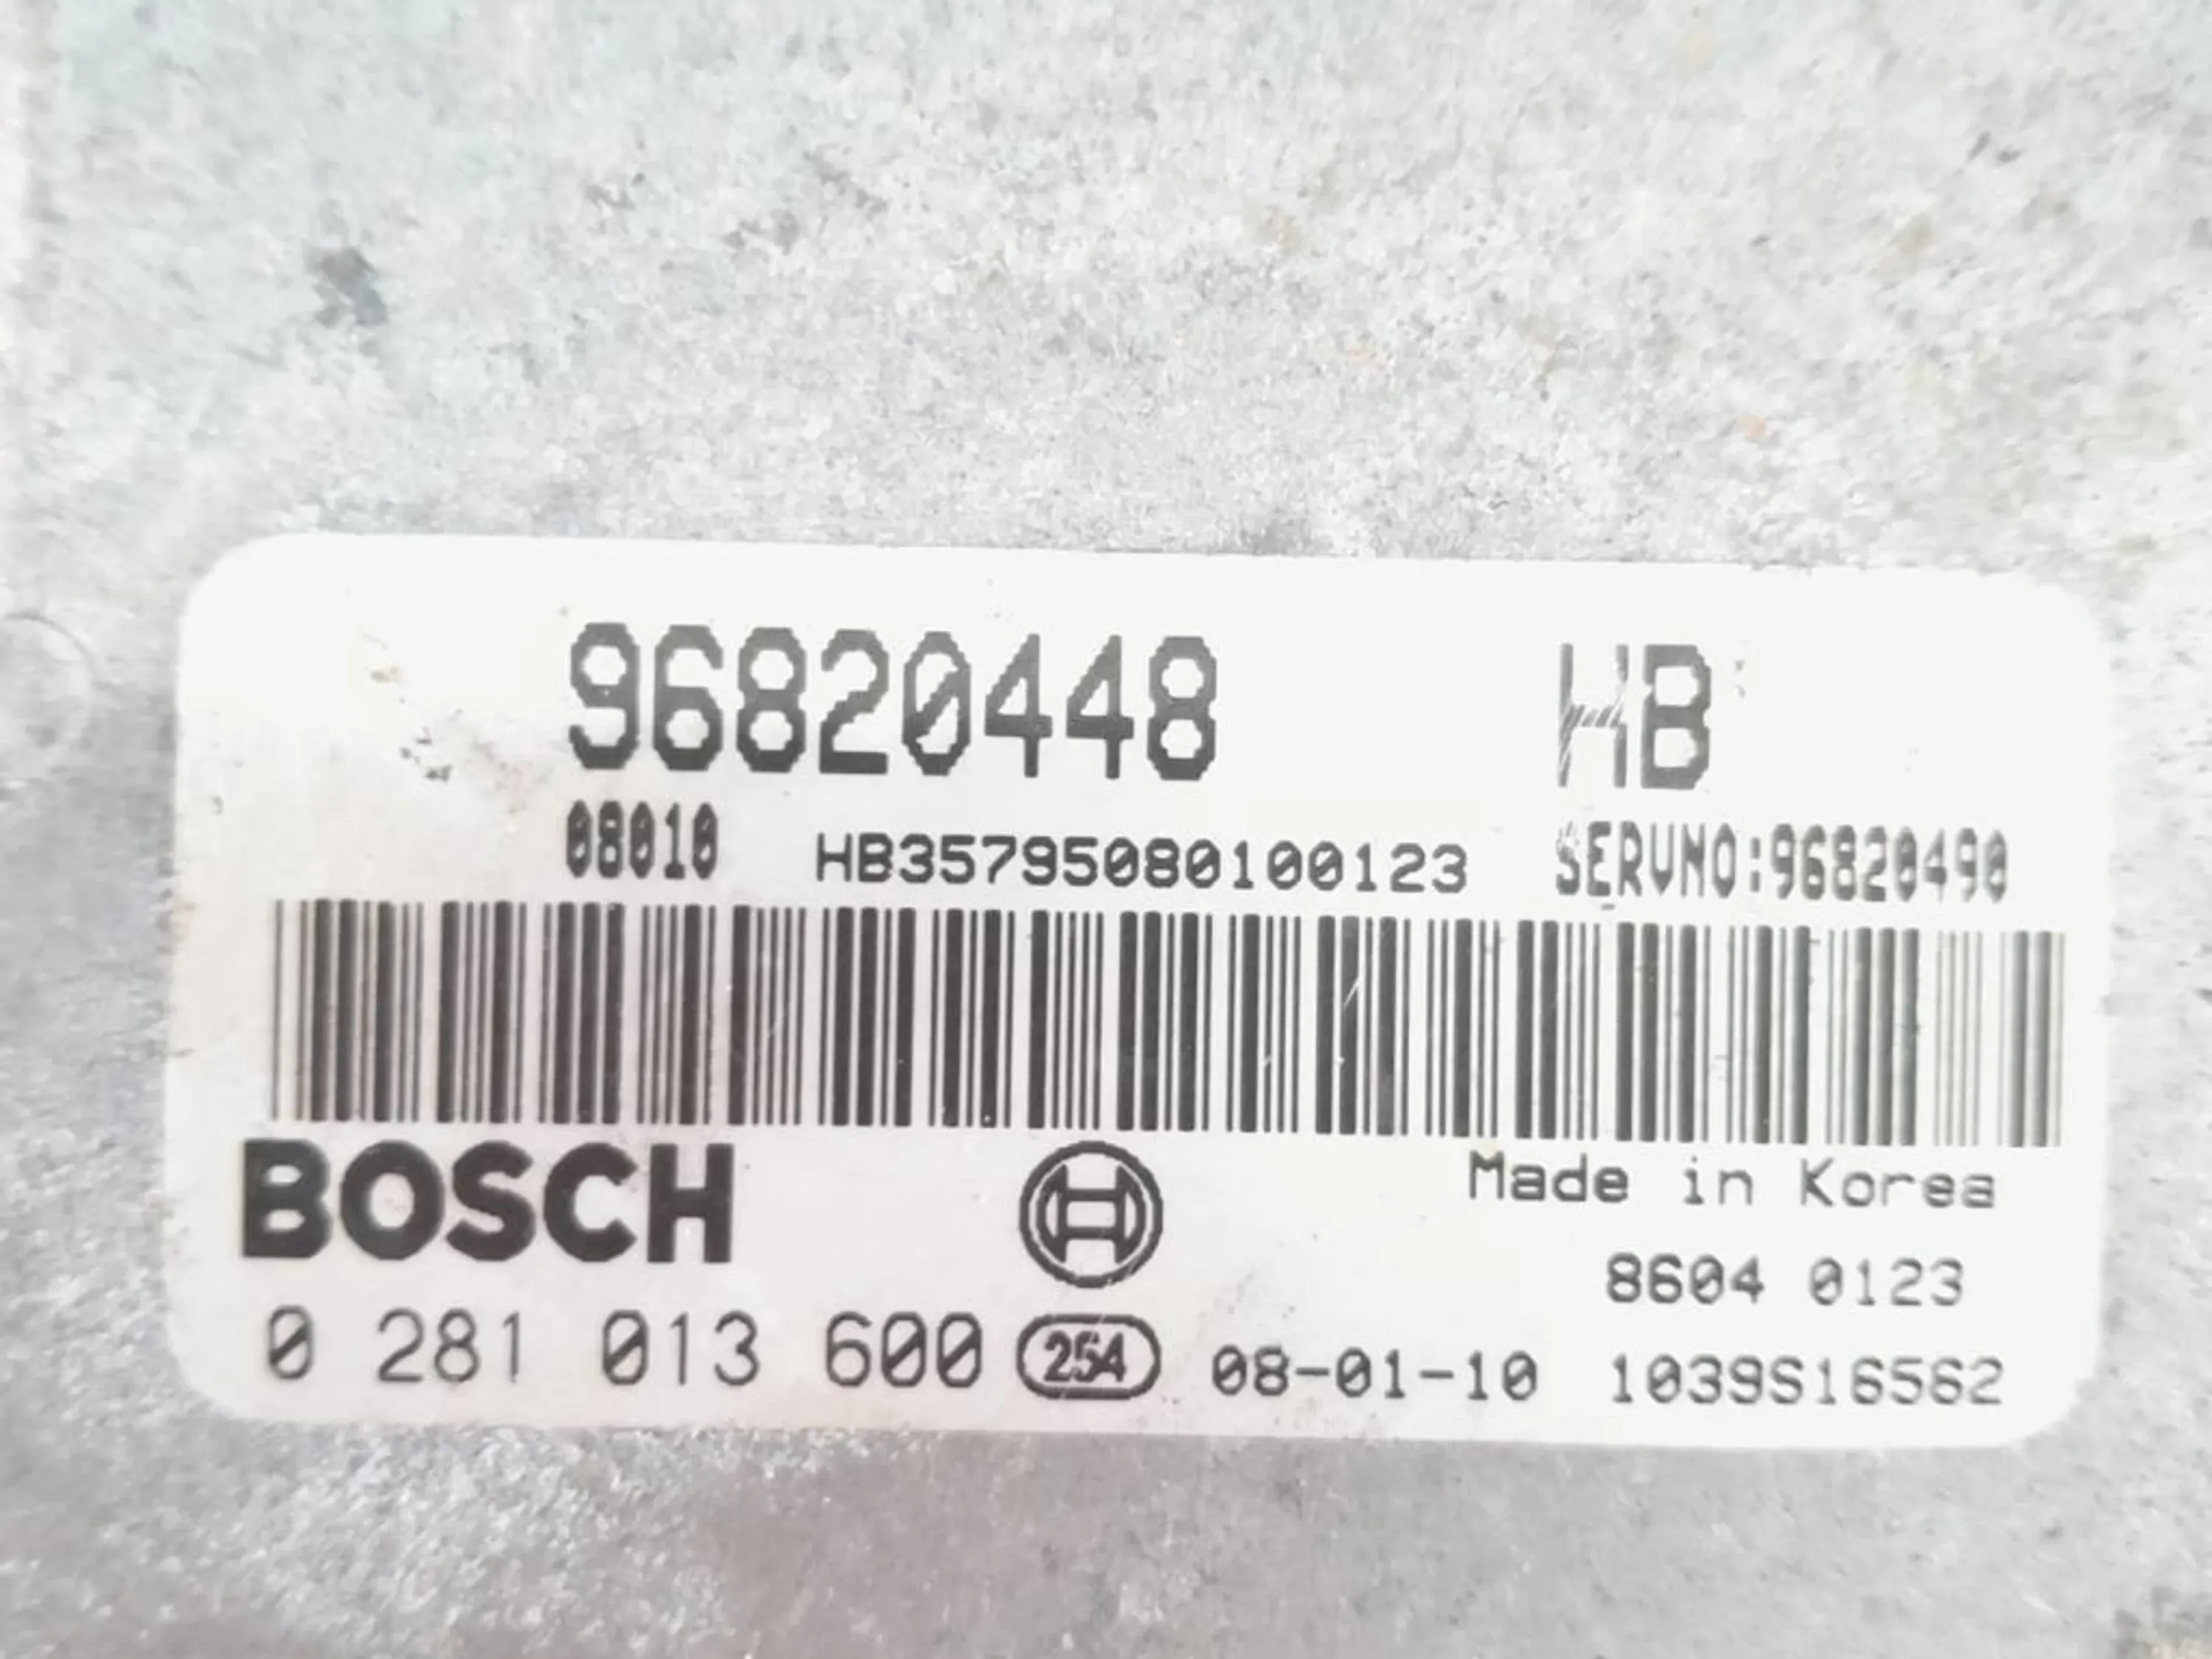 96820448 HB
08010 HB35795080100123 SERVNO:96820490
BOSCH
Made in Korea
8604 0123
0 281 013 600 254 08-01-10 1039S16562